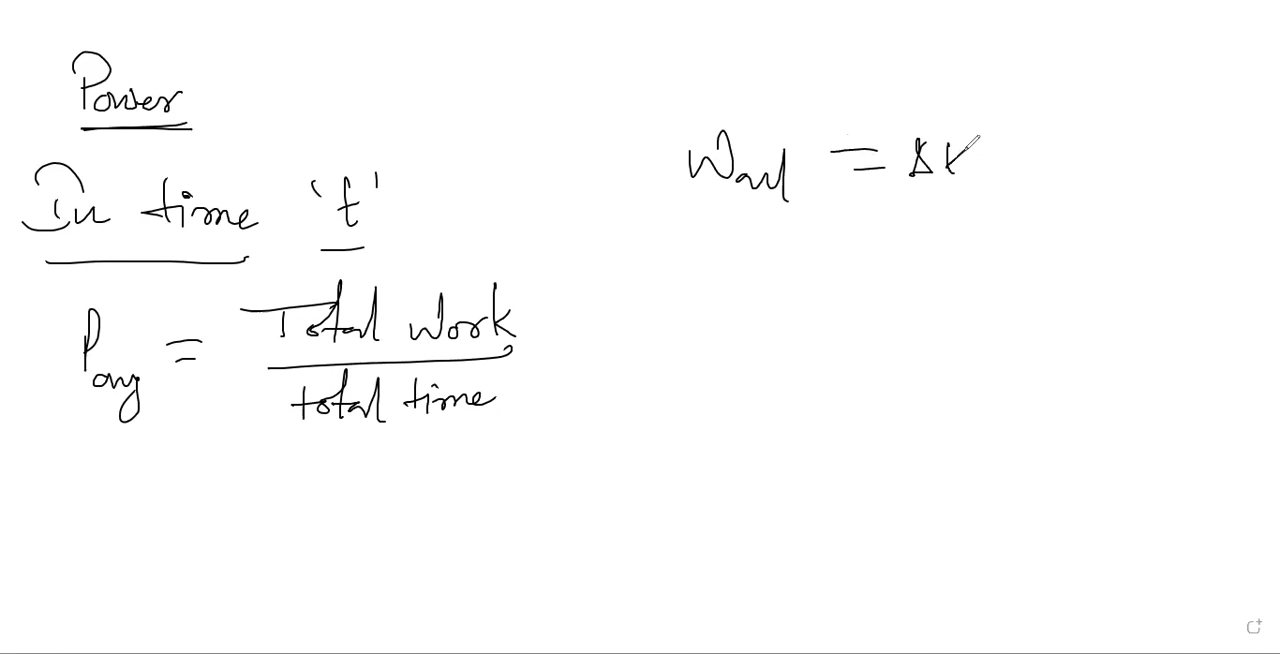 Power
In time 't'
Pavg = Total work
total time
Wall = ΔK